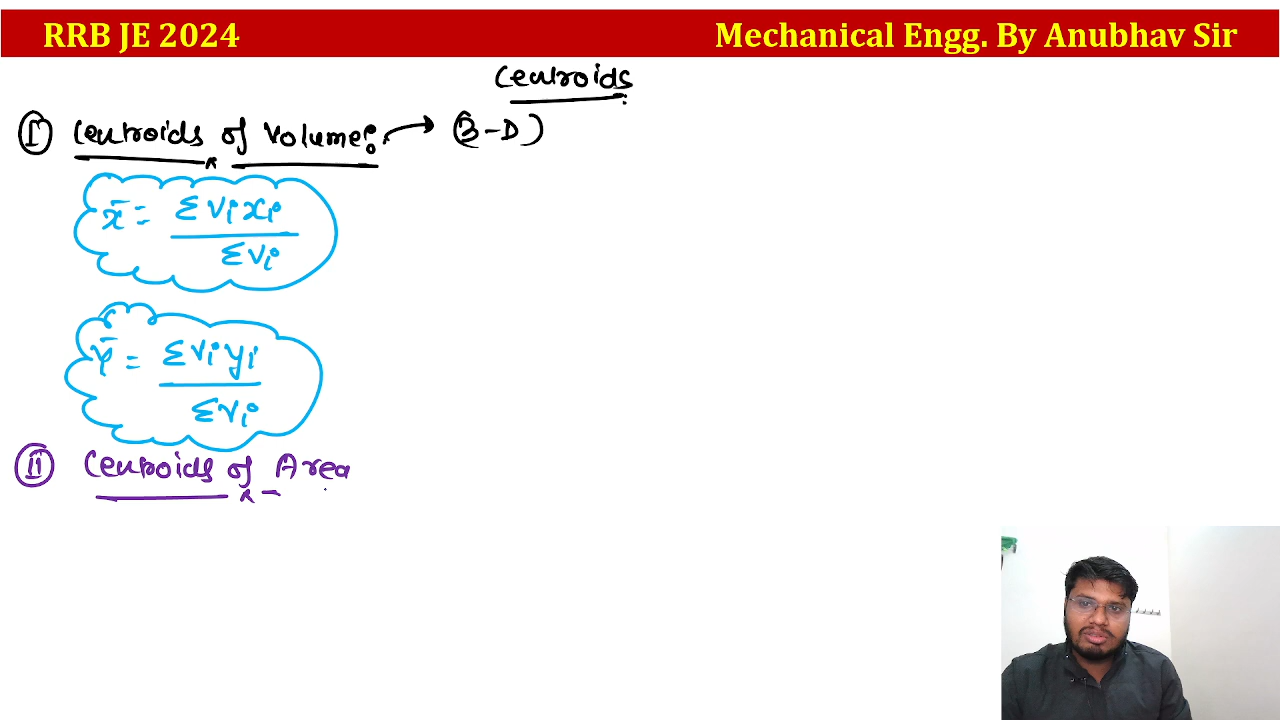 RRB JE 2024
Mechanical Engg. By Anubhav Sir
Centroids
I Centroids of Volume: → (3-D)
x̄ = ΣVixi / ΣVi
Ȳ = ΣViyi / ΣVi
II Centroids of Area